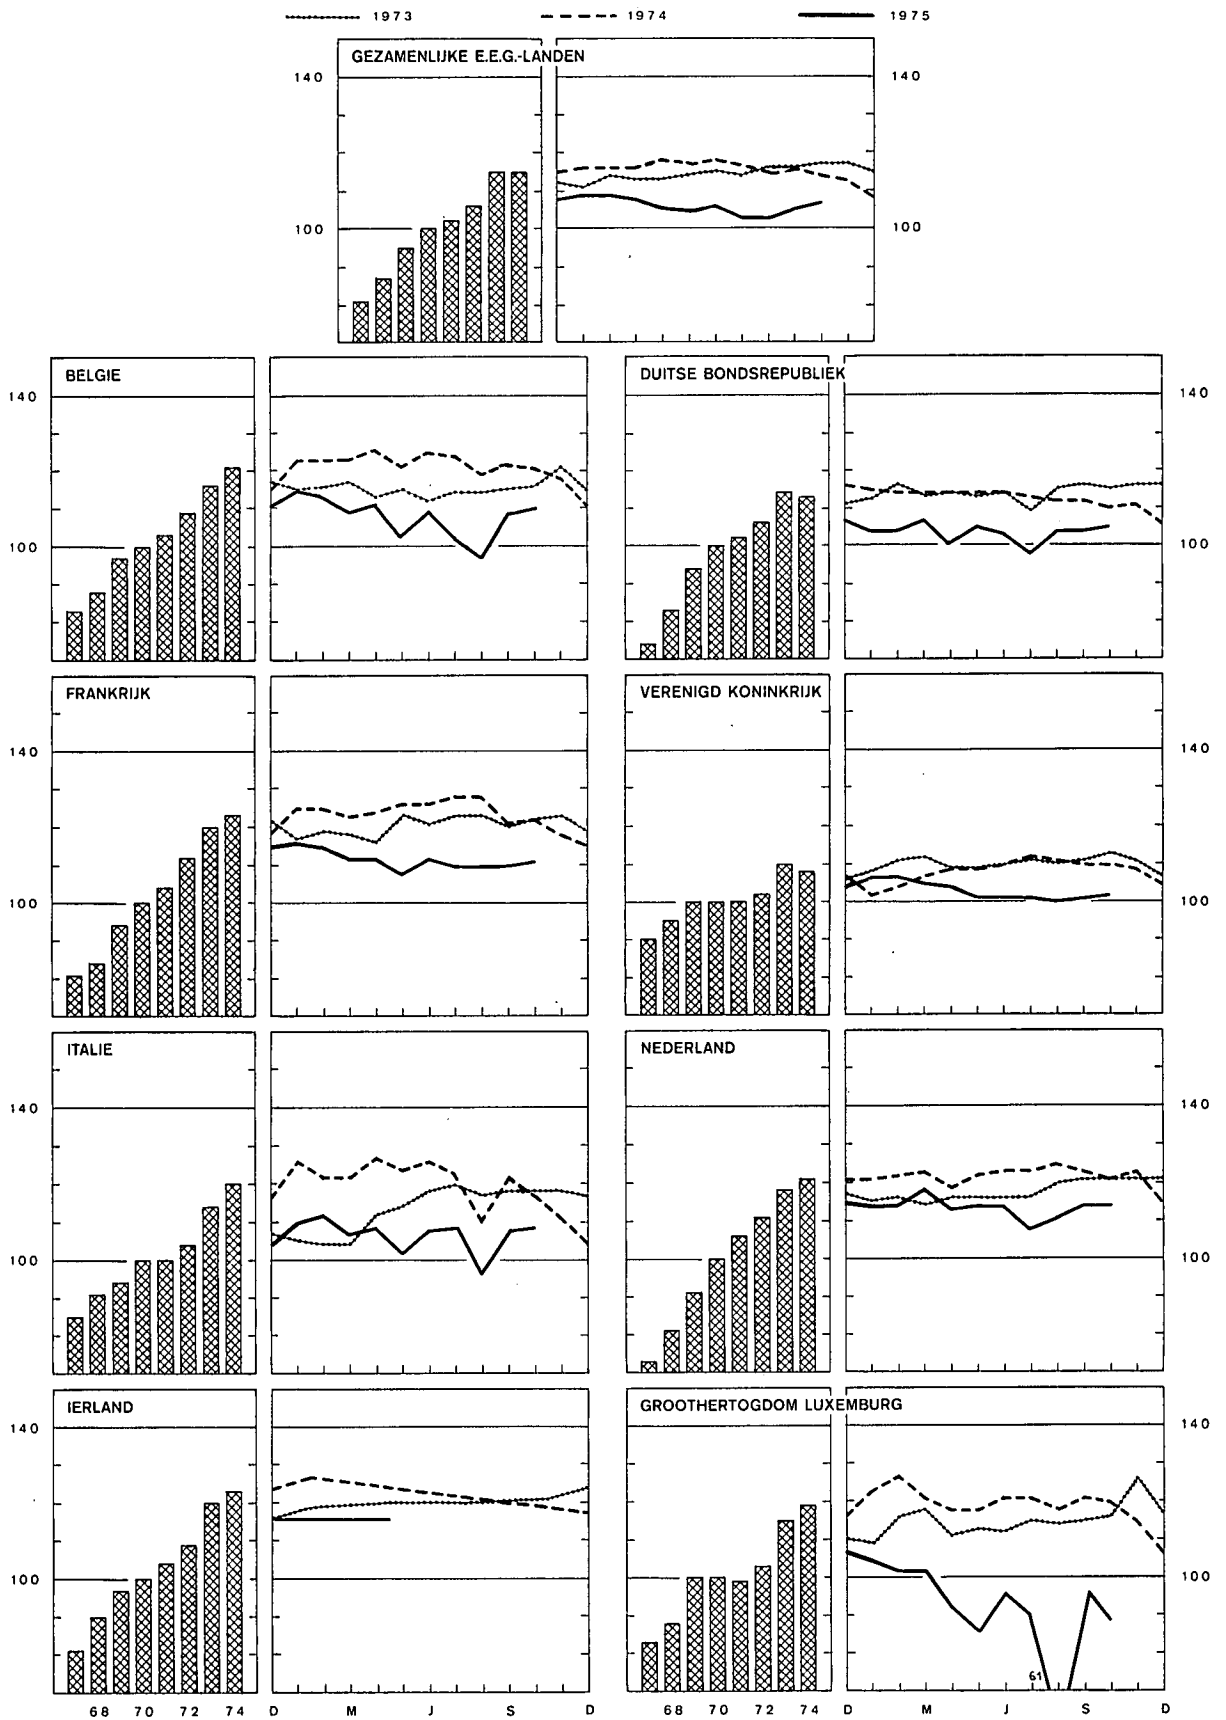 1973 1974 1975
GEZAMENLIJKE E.E.G.-LANDEN
140 140
100 100
BELGIE DUITSE BONDSREPUBLIEK
140 140
100 100
FRANKRIJK VERENIGD KONINKRIJK
140 140
100 100
ITALIE NEDERLAND
140 140
100 100
IERLAND GROOTHERTOGDOM LUXEMBURG
140 140
100 100
61
68 70 72 74 D M J S D 68 70 72 74 D M J S D